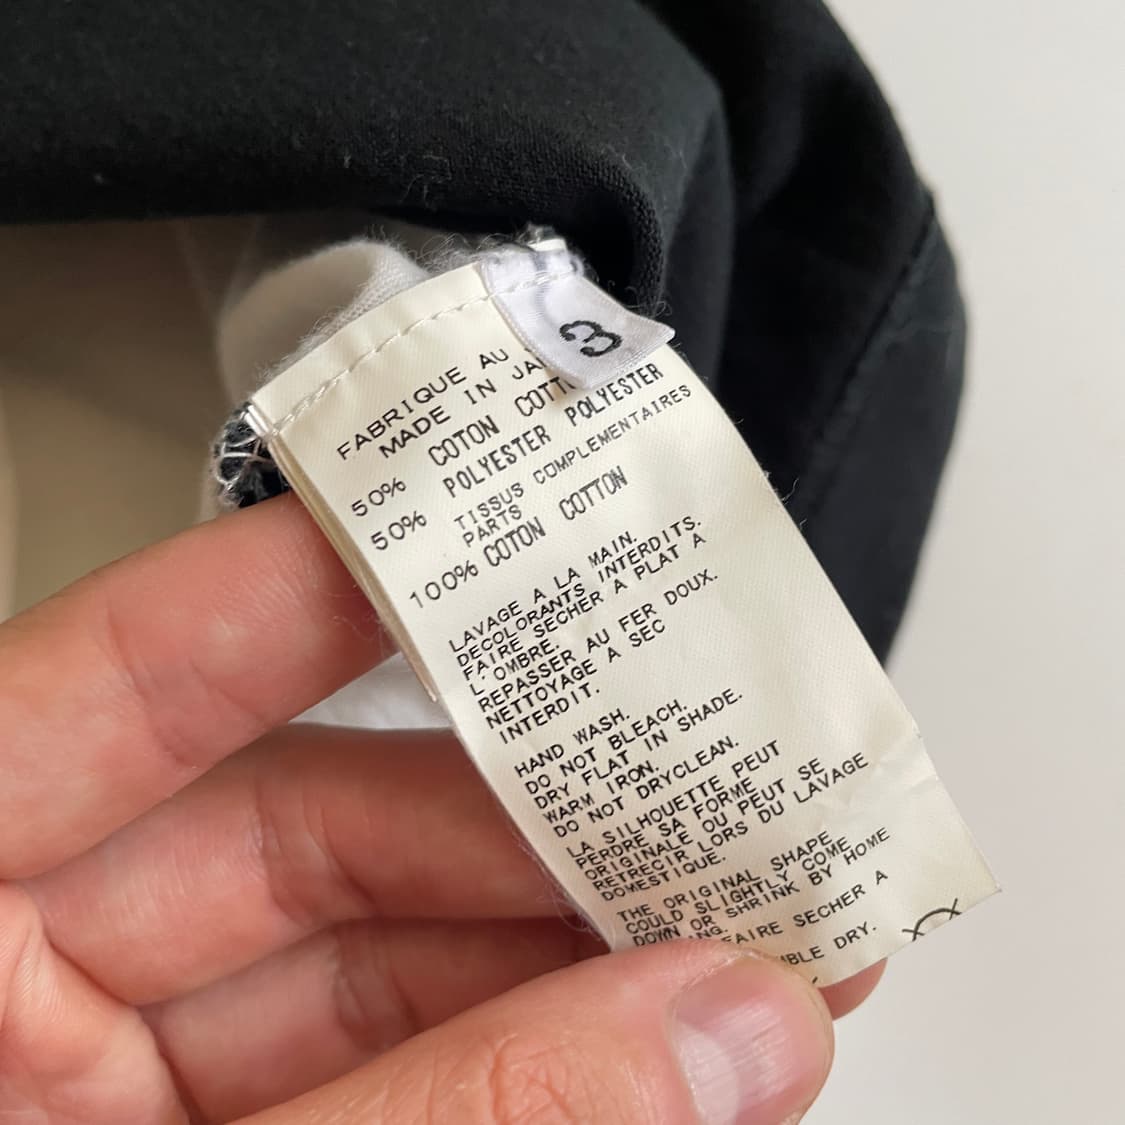 3
FABRIQUE AU
MADE IN
50% COTON
50% POLYESTER POLYESTER
TISSUS COMPLEMENTAIRES
PARTS
100% COTON COTTON
LAVAGE A LA MAIN.
DECOLORANTS INTERDITS.
FAIRE SECHER A PLAT A
L'OMBRE.
REPASSER AU FER DOUX.
NETTOYAGE A SEC
INTERDIT.
HAND WASH.
DO NOT BLEACH.
DRY FLAT IN SHADE.
WARM IRON.
DO NOT DRYCLEAN.
LA SILHOUETTE PEUT
PERDRE SA FORME
ORIGINALE OU PEUT SE
RETRECIR LORS DU LAVAGE
DOMESTIQUE.
THE ORIGINAL SHAPE
COULD SLIGHTLY COME
DOWN OR SHRINK BY HOME
FAIRE SECHER A
DRY.